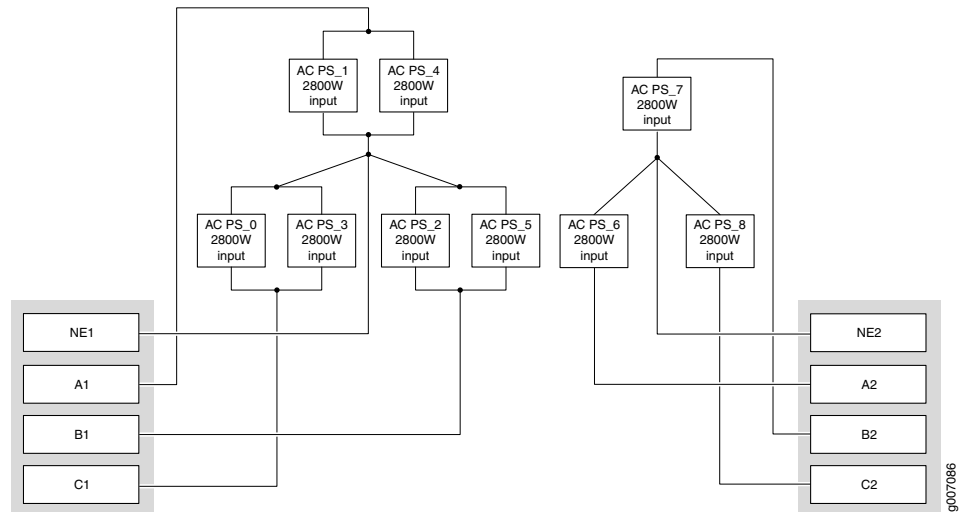 AC PS_1
2800W
input
AC PS_4
2800W
input
AC PS_7
2800W
input
AC PS_0
2800W
input
AC PS_3
2800W
input
AC PS_2
2800W
input
AC PS_5
2800W
input
AC PS_6
2800W
input
AC PS_8
2800W
input
NE1
A1
B1
C1
NE2
A2
B2
C2
g007086